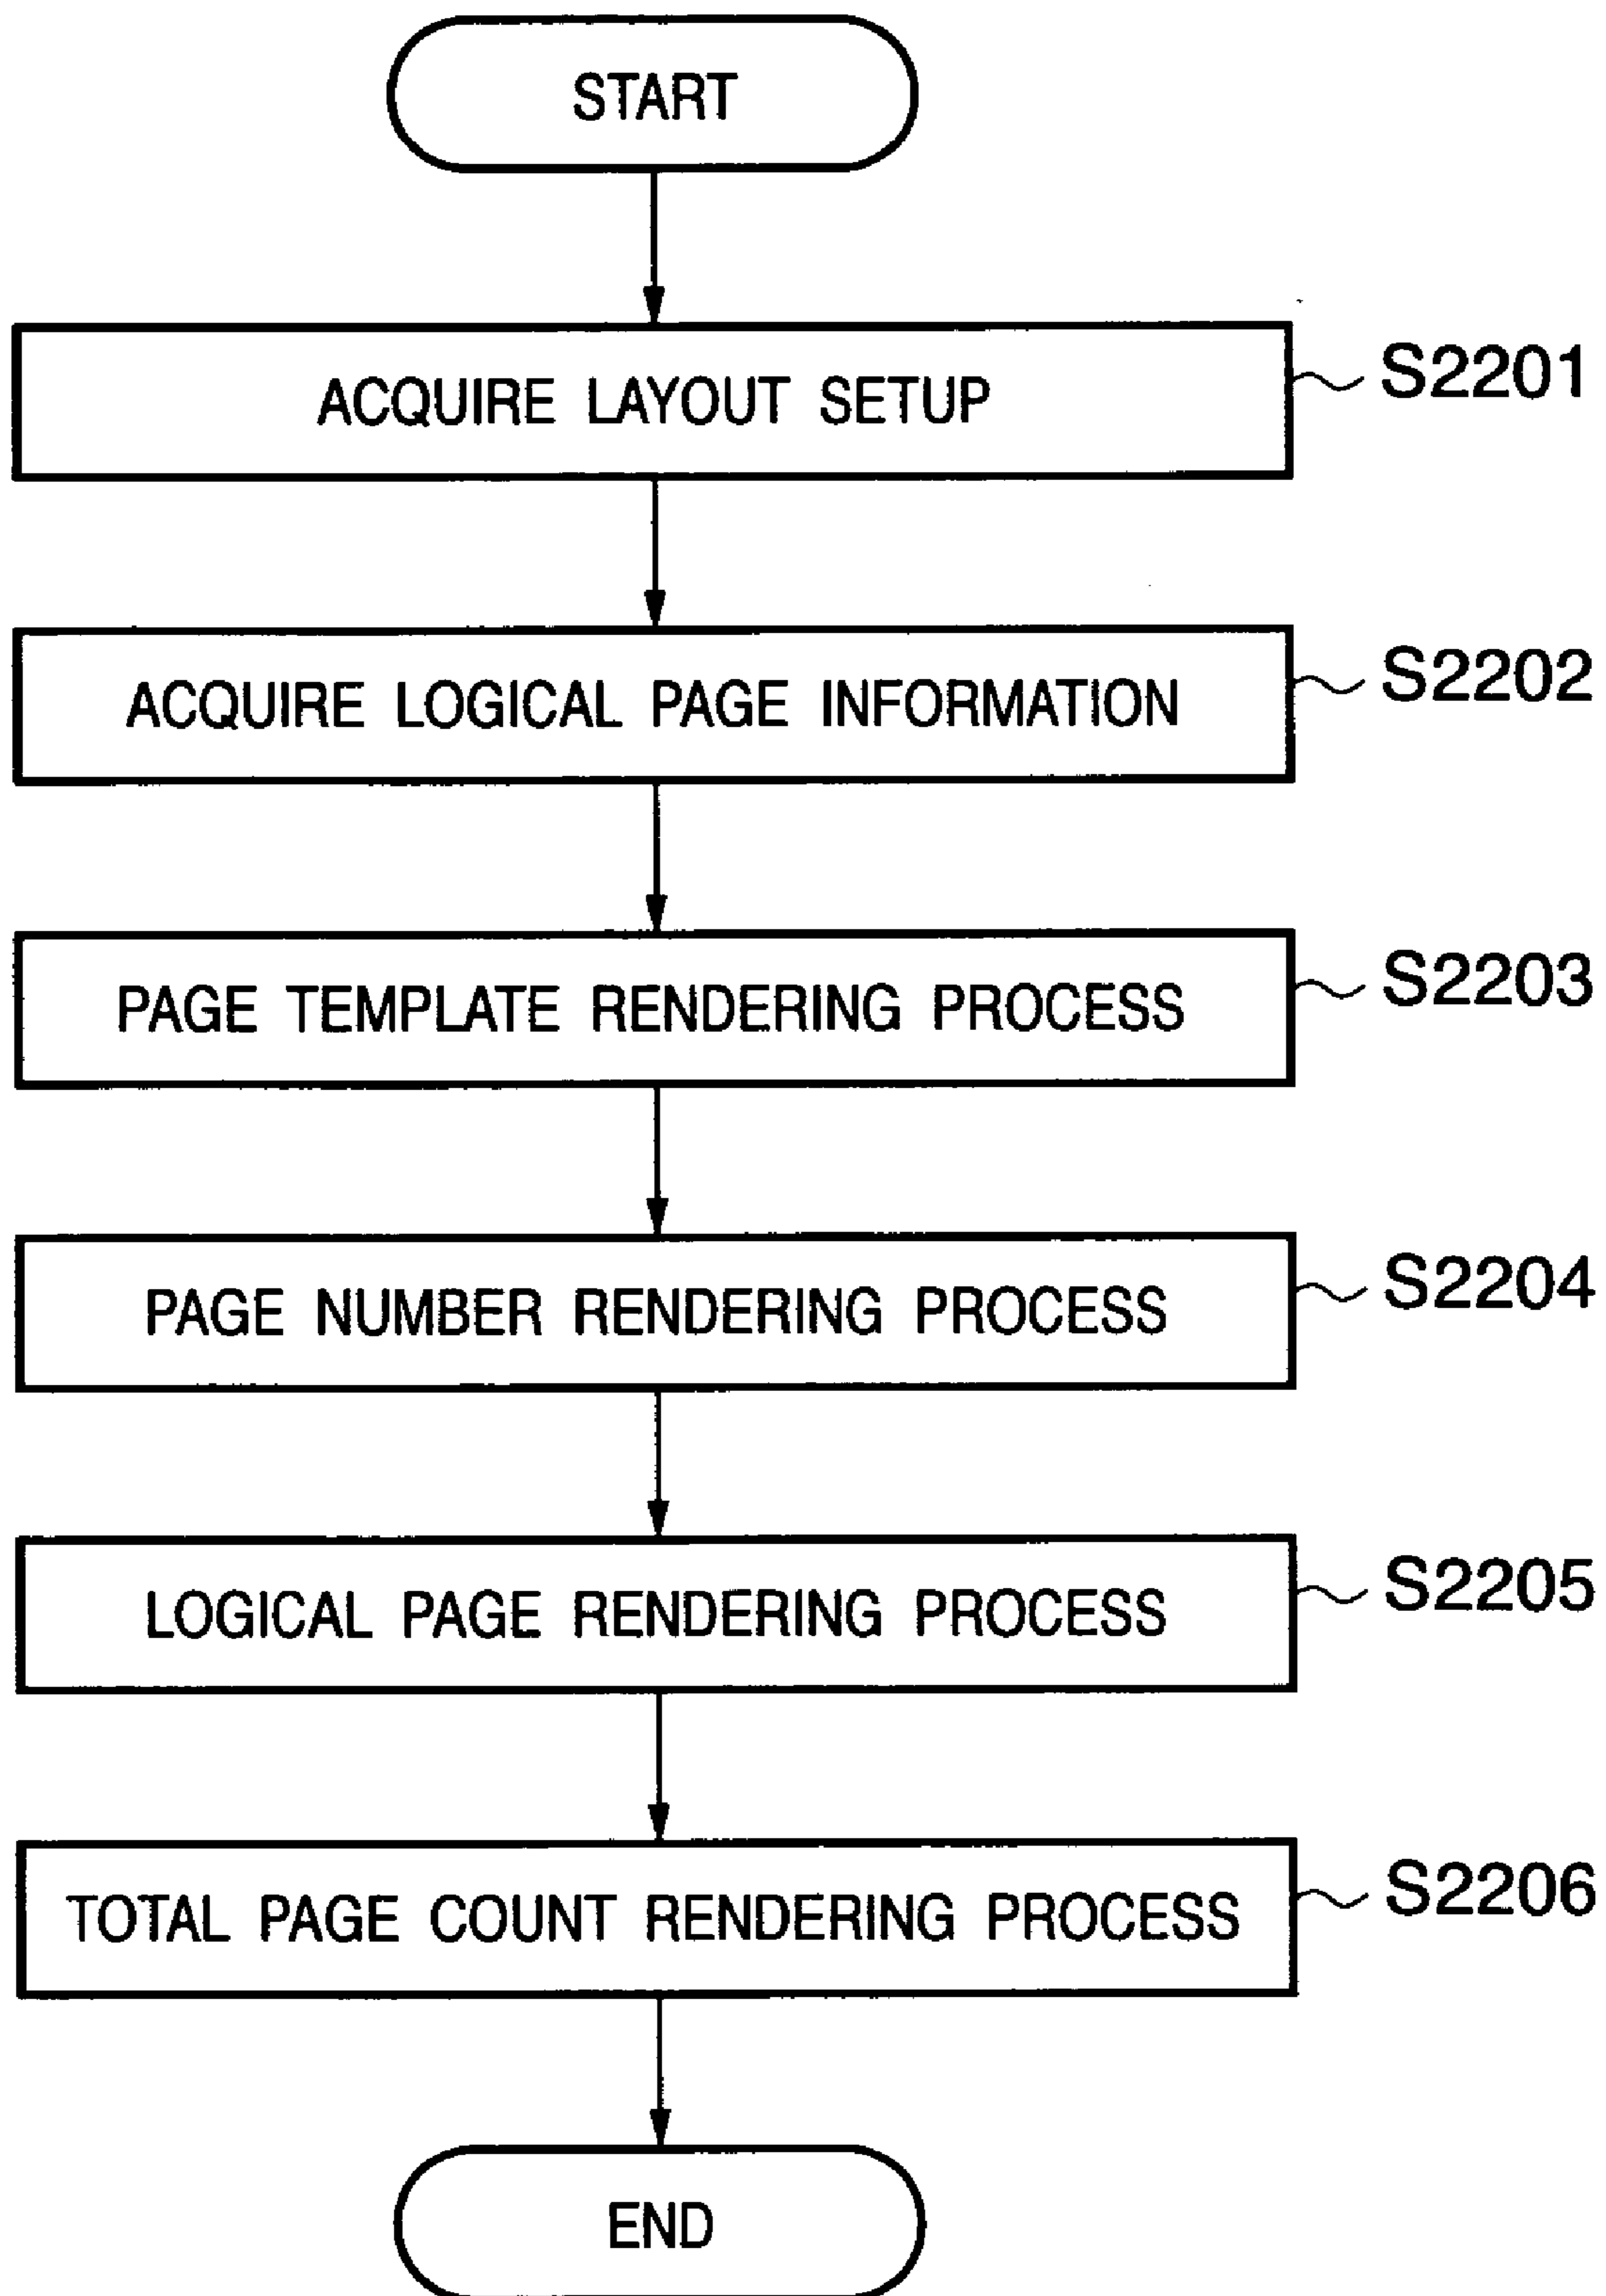 START
ACQUIRE LAYOUT SETUP
S2201
ACQUIRE LOGICAL PAGE INFORMATION
S2202
PAGE TEMPLATE RENDERING PROCESS
S2203
PAGE NUMBER RENDERING PROCESS
S2204
LOGICAL PAGE RENDERING PROCESS
S2205
TOTAL PAGE COUNT RENDERING PROCESS
S2206
END